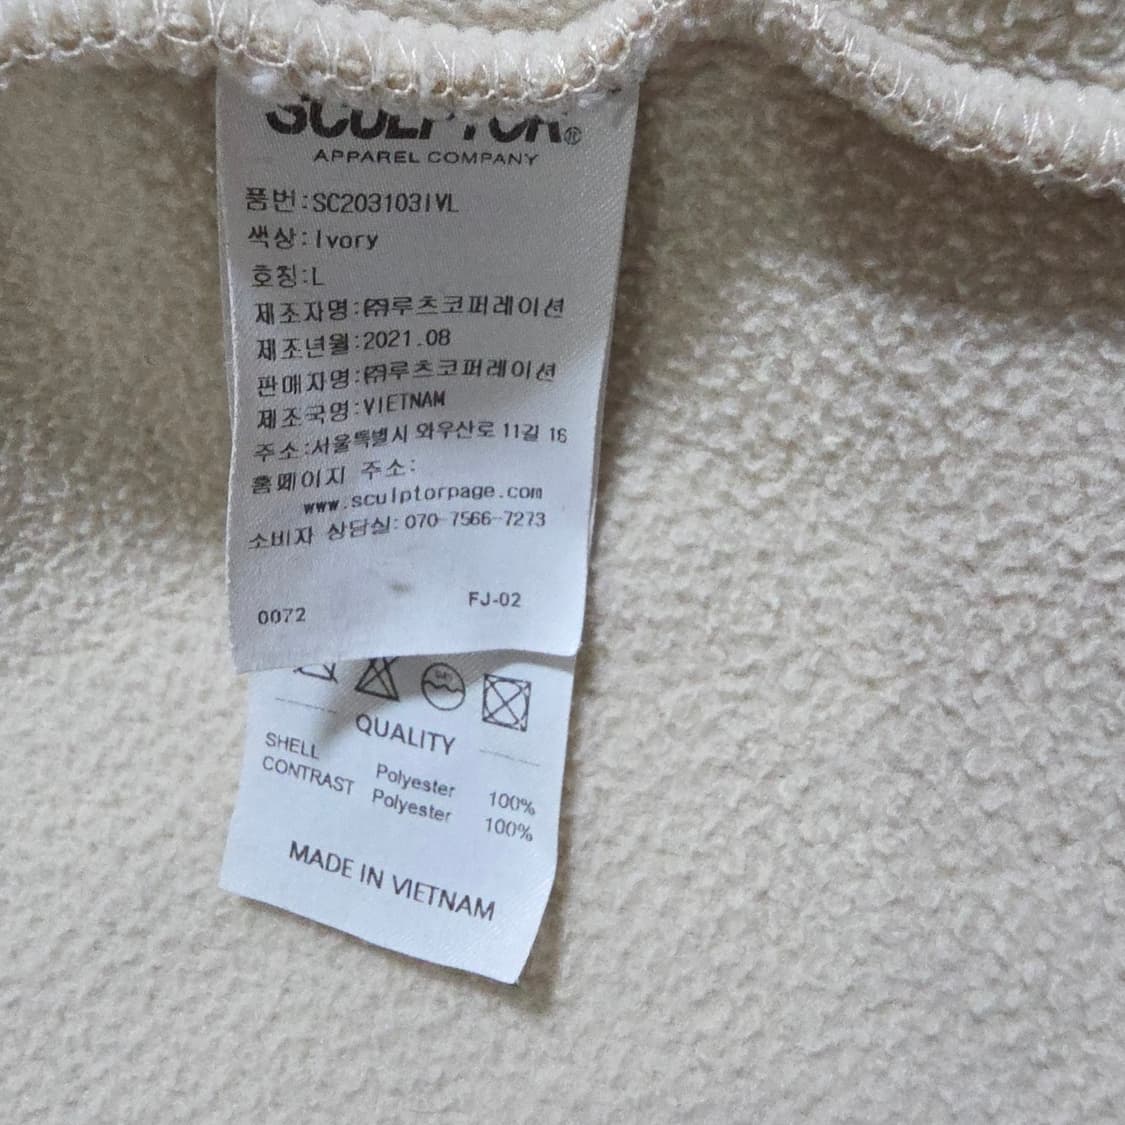 SCULPTOR®
APPAREL COMPANY
품번:SC203103IVL
색상:Ivory
호칭:L
제조자명:㈜루츠코퍼레이션
제조년월:2021.08
판매자명:㈜루츠코퍼레이션
제조국명:VIETNAM
주소:서울특별시 와우산로 11길 16
홈페이지 주소:
www.sculptorpage.com
소비자 상담실:070-7566-7273
0072 FJ-02
QUALITY
SHELL Polyester 100%
CONTRAST Polyester 100%
MADE IN VIETNAM